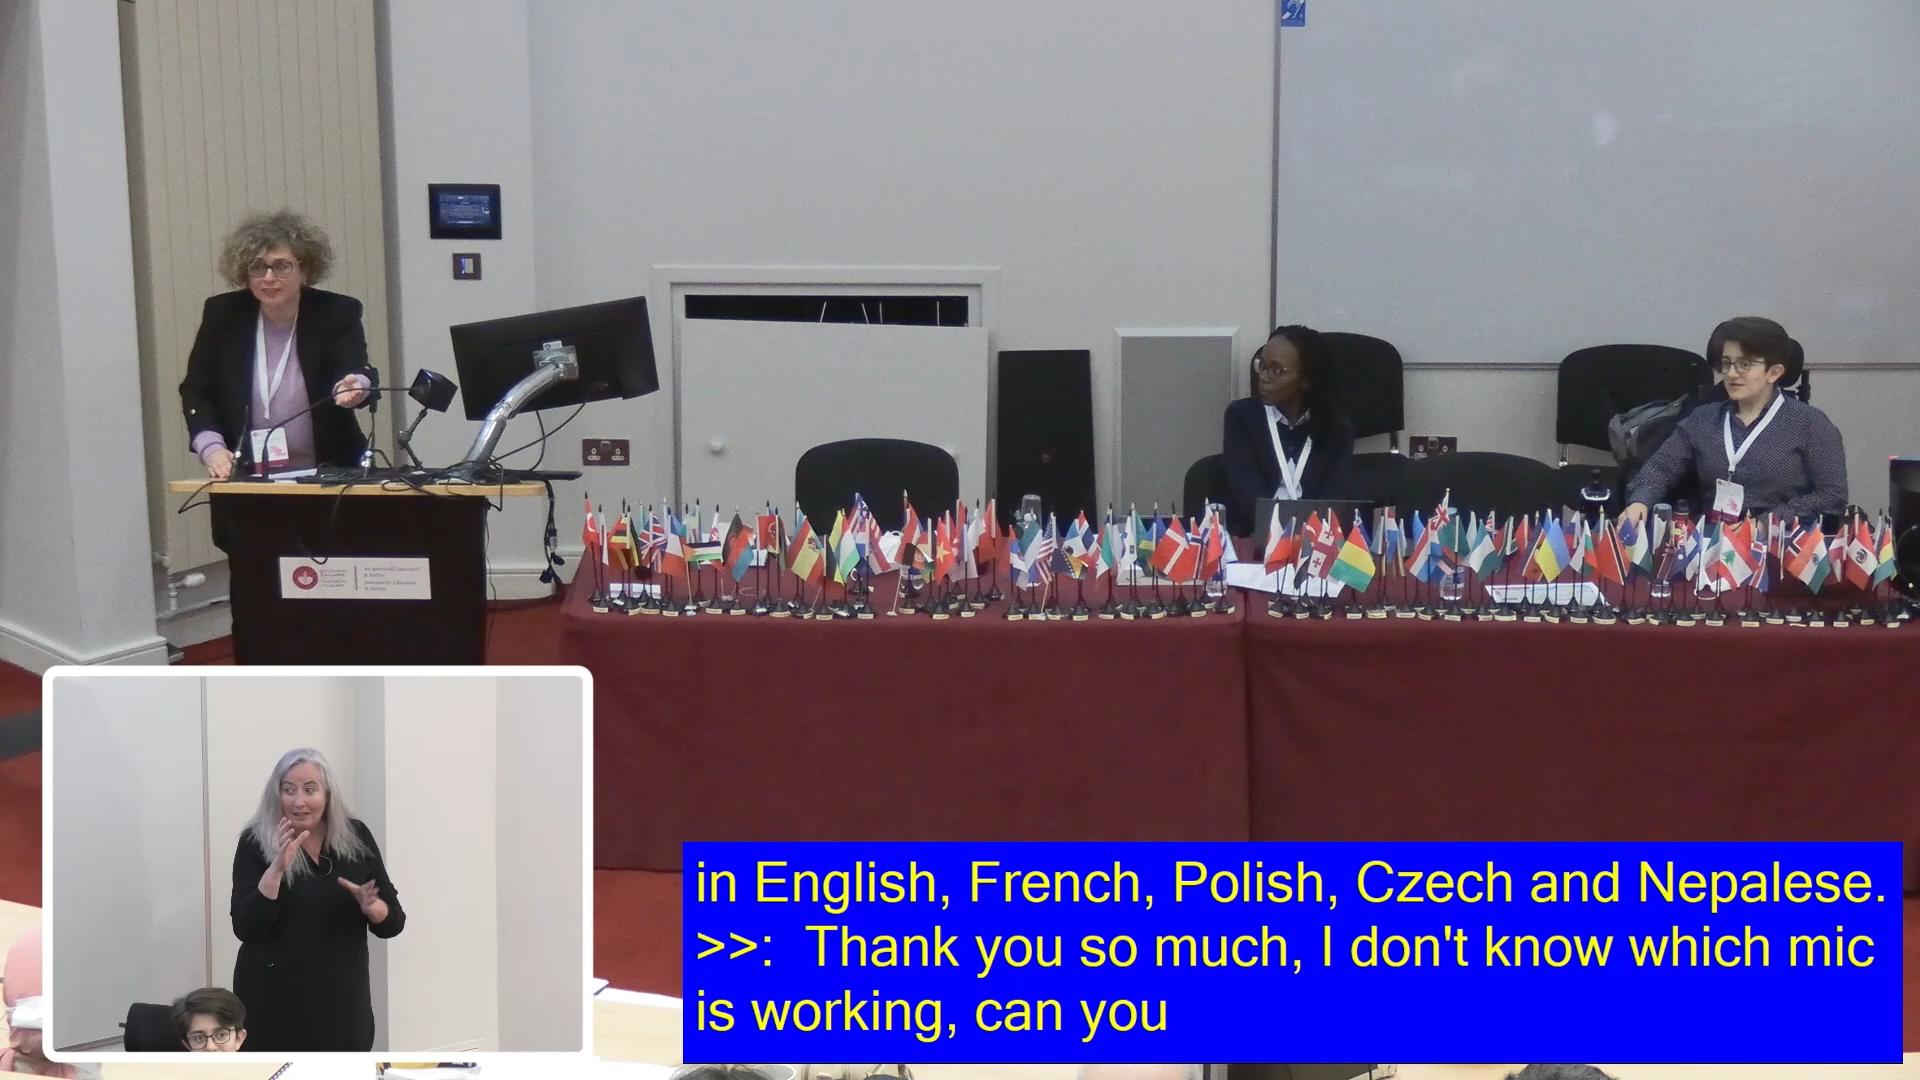 in English, French, Polish, Czech and Nepalese.
>>:  Thank you so much, I don't know which mic
is working, can you